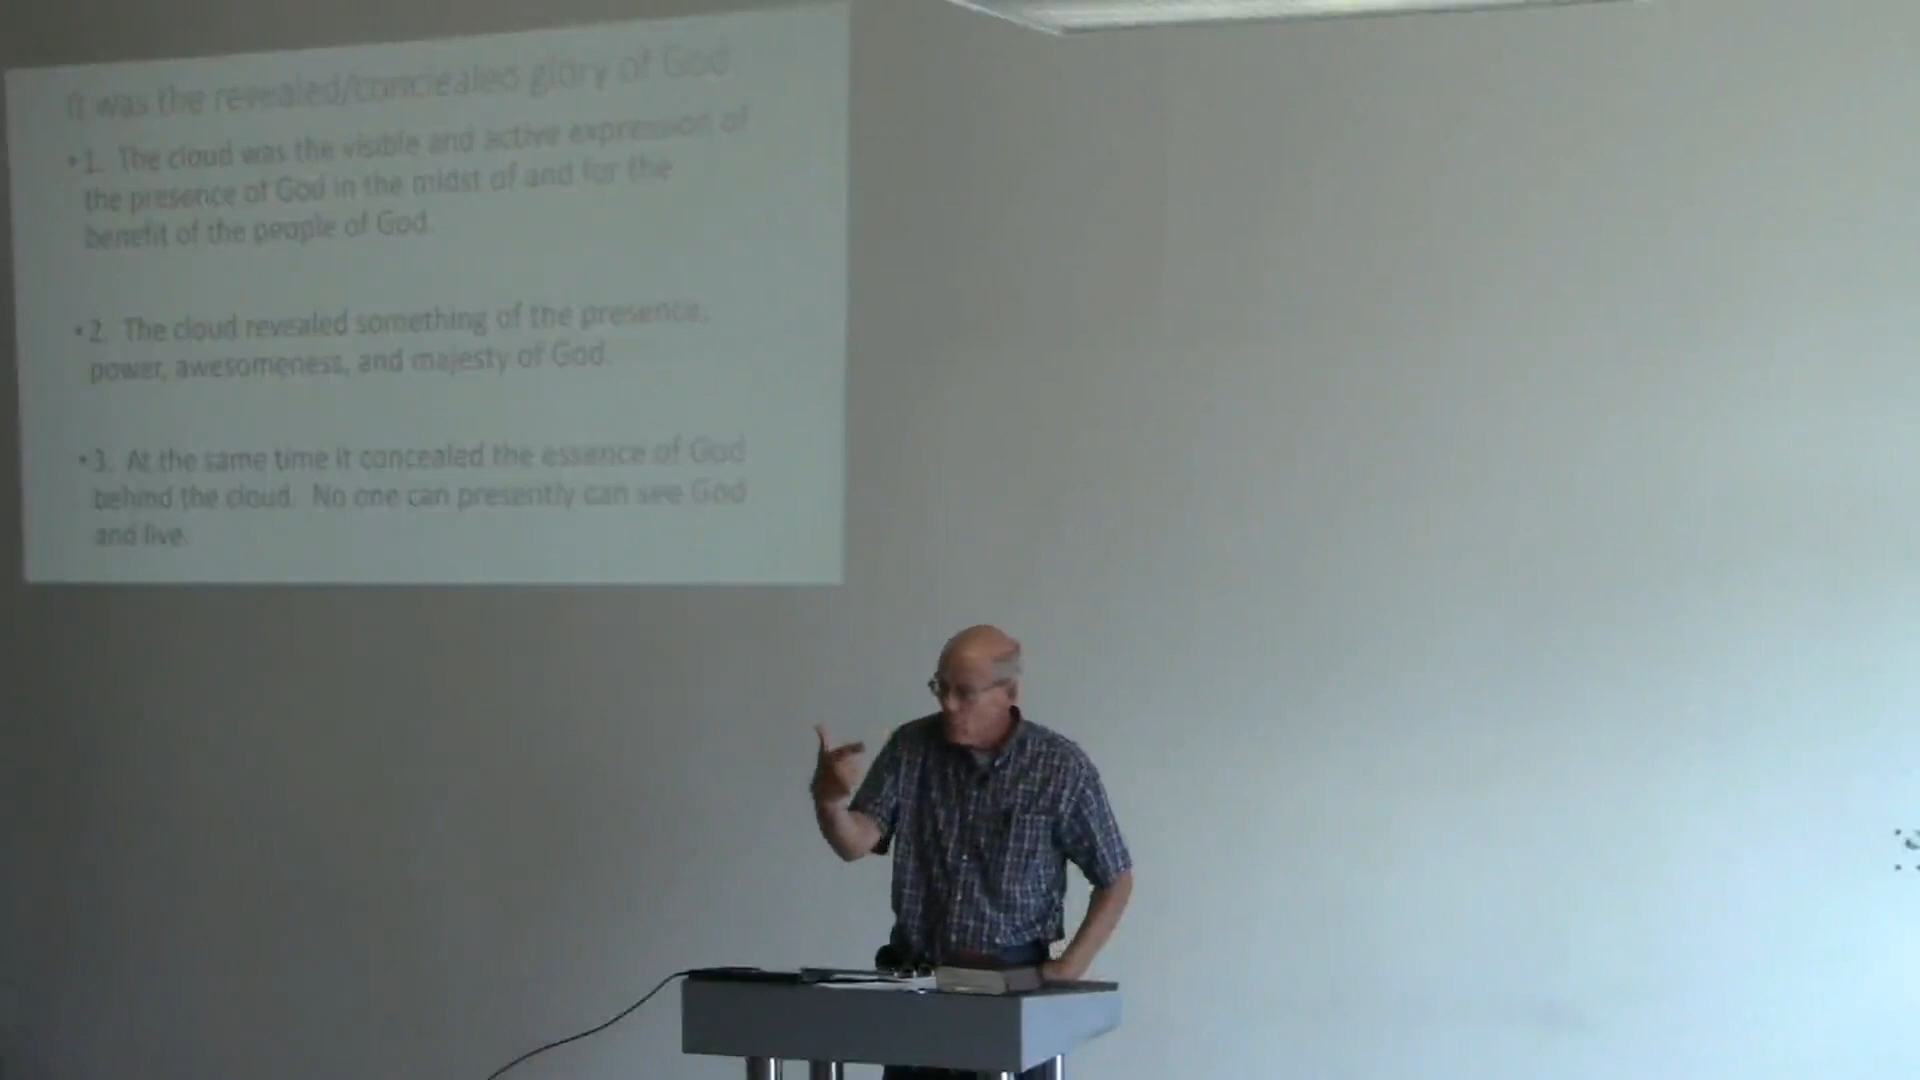 It was the revealed/conciealed glory of God
• 1. The cloud was the visible and active expression of
the presence of God in the midst of and for the
benefit of the people of God.
• 2. The cloud revealed something of the presence,
power, awesomeness, and majesty of God.
• 3. At the same time it concealed the essence of God
behind the cloud. No one can presently can see God
and live.